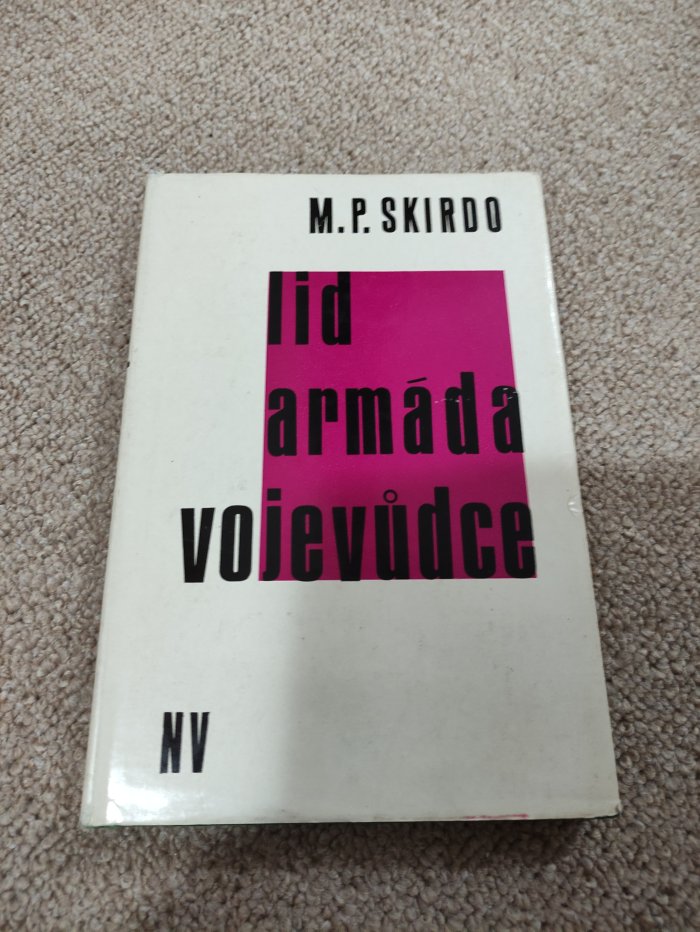 M.P. SKIRDO
lid
armáda
vojevůdce
NV